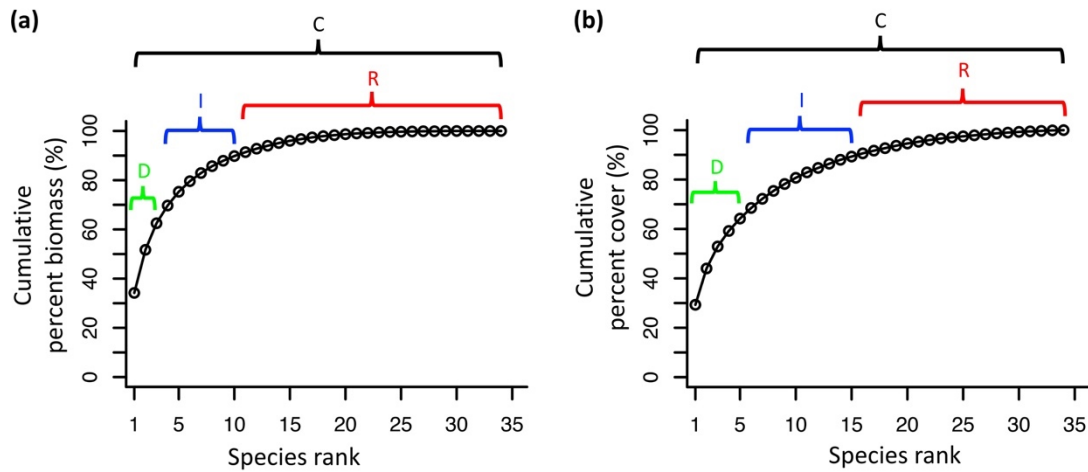 (a)
C
I
R
D
Cumulative
percent biomass (%)
0 20 40 60 80 100
1 5 10 15 20 25 30 35
Species rank
(b)
C
I
R
D
Cumulative
percent cover (%)
0 20 40 60 80 100
1 5 10 15 20 25 30 35
Species rank